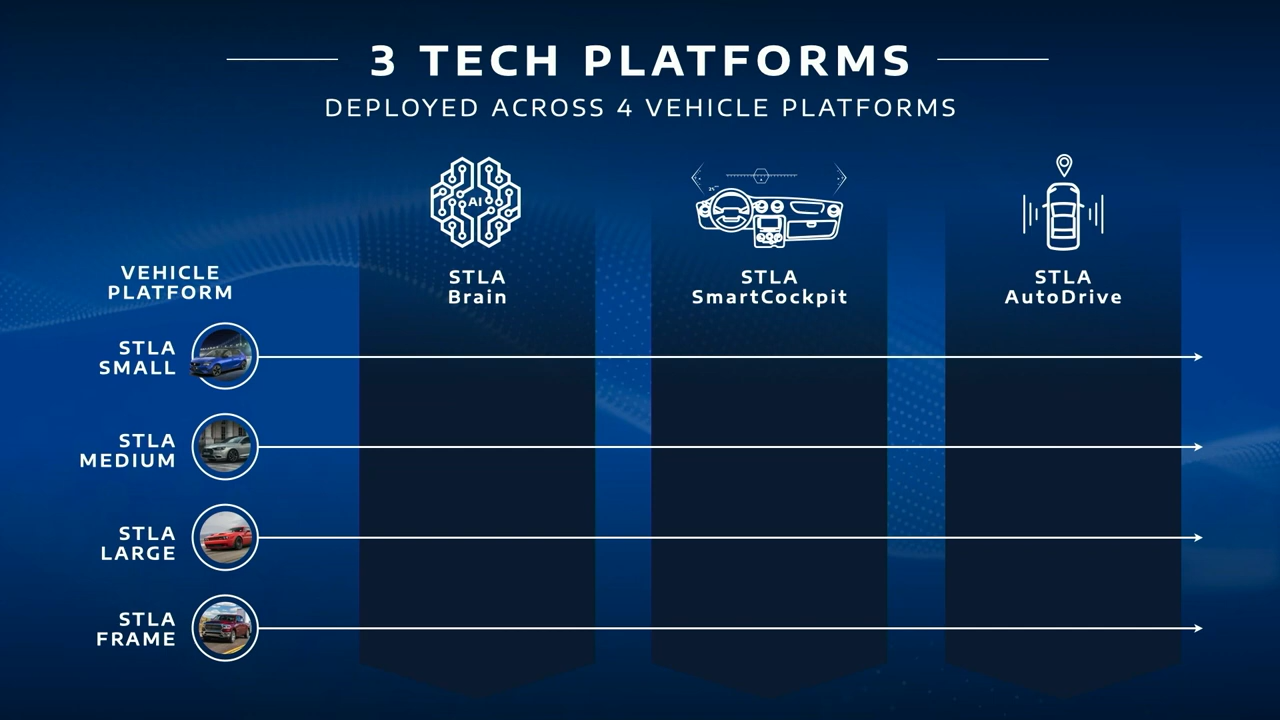 3 TECH PLATFORMS
DEPLOYED ACROSS 4 VEHICLE PLATFORMS
AI
STLA
Brain
STLA
SmartCockpit
STLA
AutoDrive
VEHICLE
PLATFORM
STLA
SMALL
STLA
MEDIUM
STLA
LARGE
STLA
FRAME